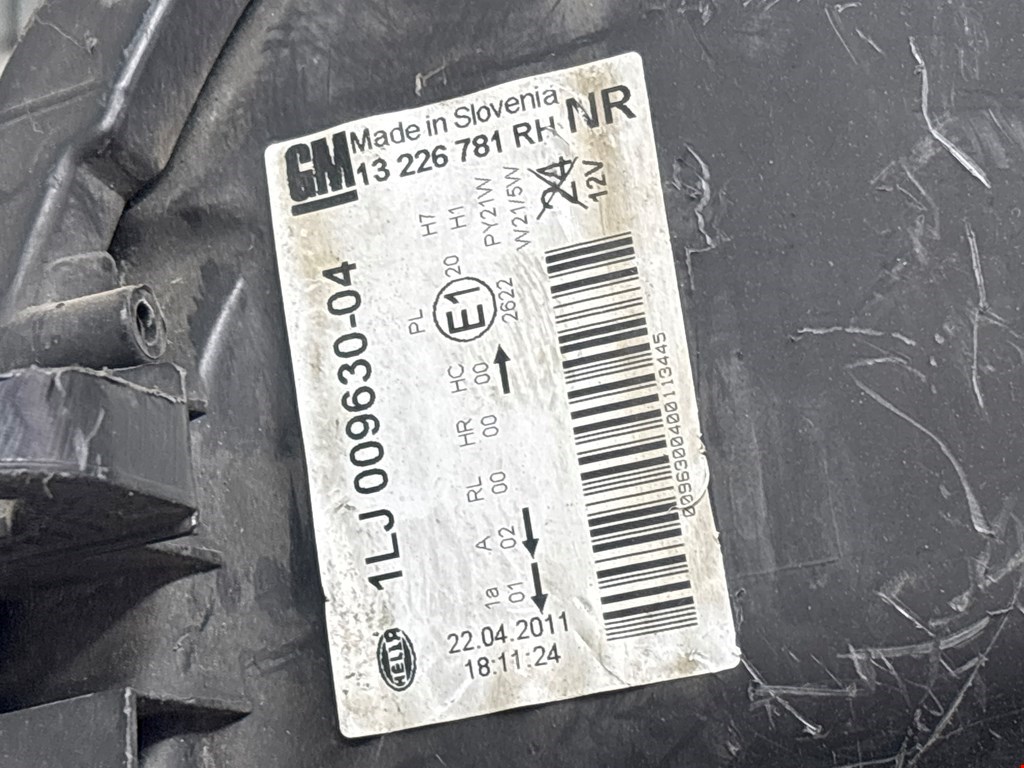 GM
Made in Slovenia
13 226 781 RH
NR
24
12V
H7
H1
PY21W
W21/5W
1LJ 009630-04
PL
E1
20
2622
HC
00
HR
00
RL
00
A
02
1a
01
0096300400113445
HELLA
22.04.2011
18:11:24